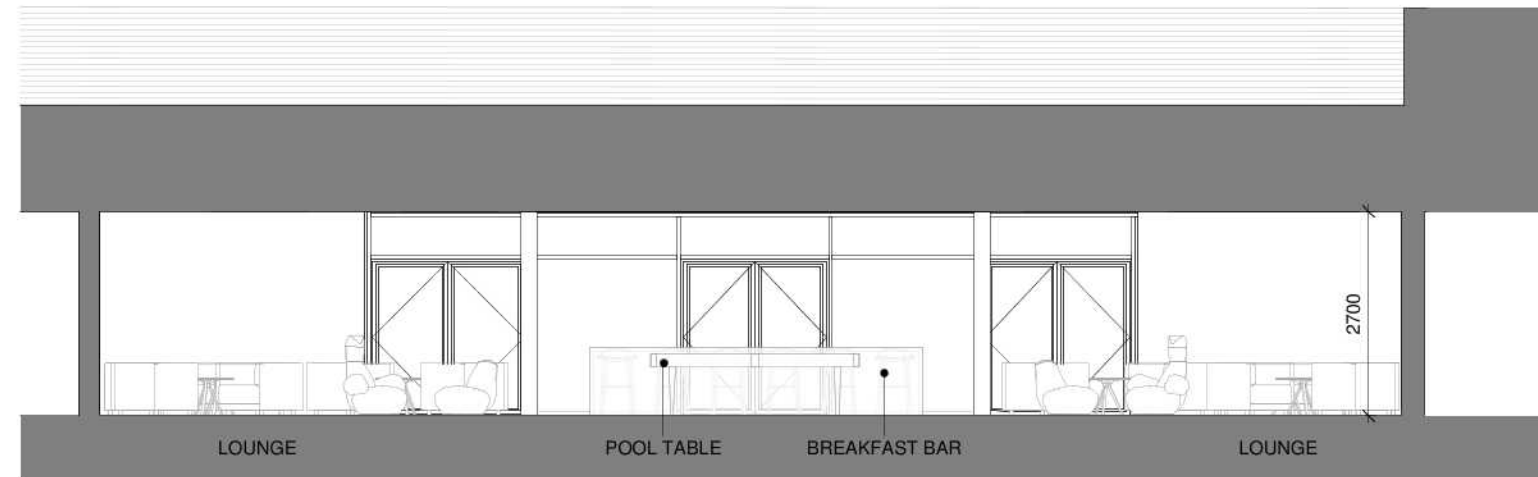 2700
LOUNGE
POOL TABLE
BREAKFAST BAR
LOUNGE